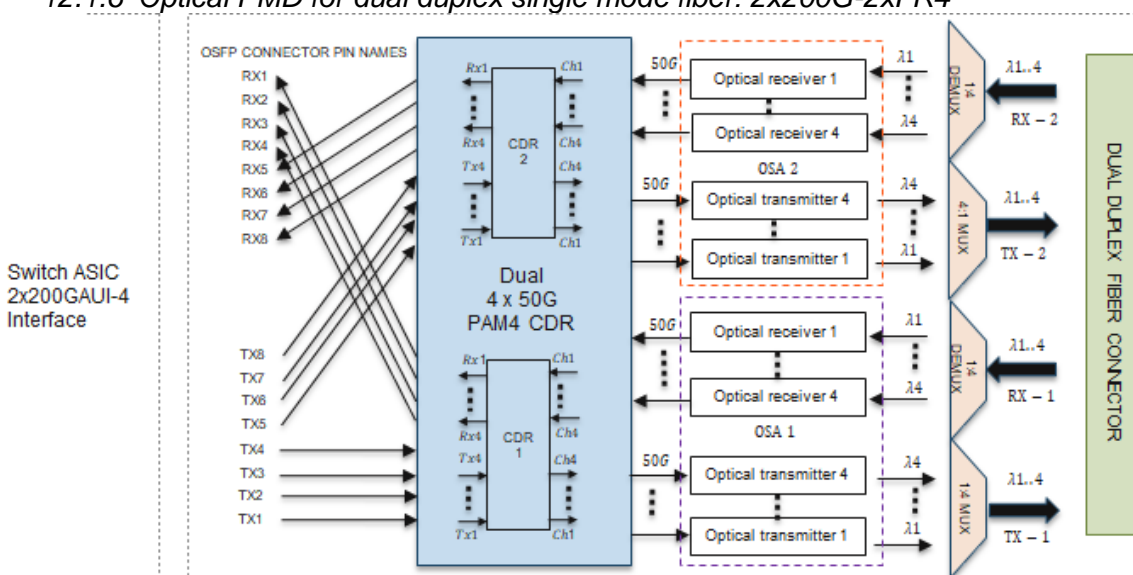 12.1.8 Optical PMD for dual duplex single mode fiber: 2x200G-2xFR4
OSFP CONNECTOR PIN NAMES
RX1
RX2
RX3
RX4
RX5
RX6
RX7
RX8
TX8
TX7
TX6
TX5
TX4
TX3
TX2
TX1
Switch ASIC
2x200GAUI-4
Interface
Rx1
Ch1
Rx4
Ch4
CDR
2
Tx4
Ch4
Tx1
Ch1
Dual
4 x 50G
PAM4 CDR
Rx1
Ch1
Rx4
Ch4
CDR
1
Tx4
Ch4
Tx1
Ch1
50G
Optical receiver 1
λ1
Optical receiver 4
λ4
OSA 2
50G
Optical transmitter 4
λ4
Optical transmitter 1
λ1
50G
Optical receiver 1
λ1
Optical receiver 4
λ4
OSA 1
50G
Optical transmitter 4
λ4
Optical transmitter 1
λ1
1:4
DEMUX
λ1..4
RX − 2
4:1 MUX
λ1..4
TX − 2
1:4
DEMUX
λ1..4
RX − 1
1:4 MUX
λ1..4
TX − 1
DUAL DUPLEX FIBER CONNECTOR